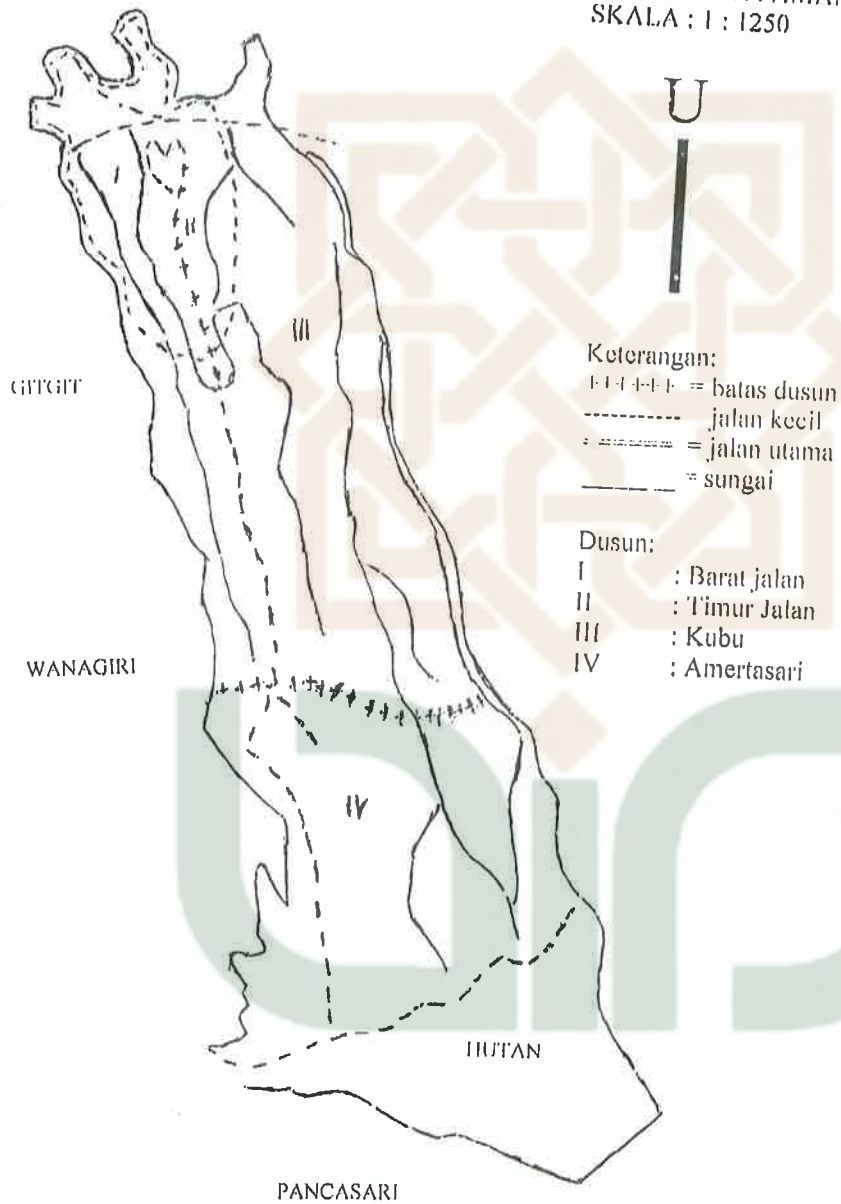 SKALA : 1 : 1250
U
I
II
III
GITGIT
Keterangan:
= batas dusun
jalan kecil
= jalan utama
= sungai
Dusun:
I : Barat jalan
II : Timur Jalan
III : Kubu
IV : Amertasari
WANAGIRI
IV
HUTAN
PANCASARI